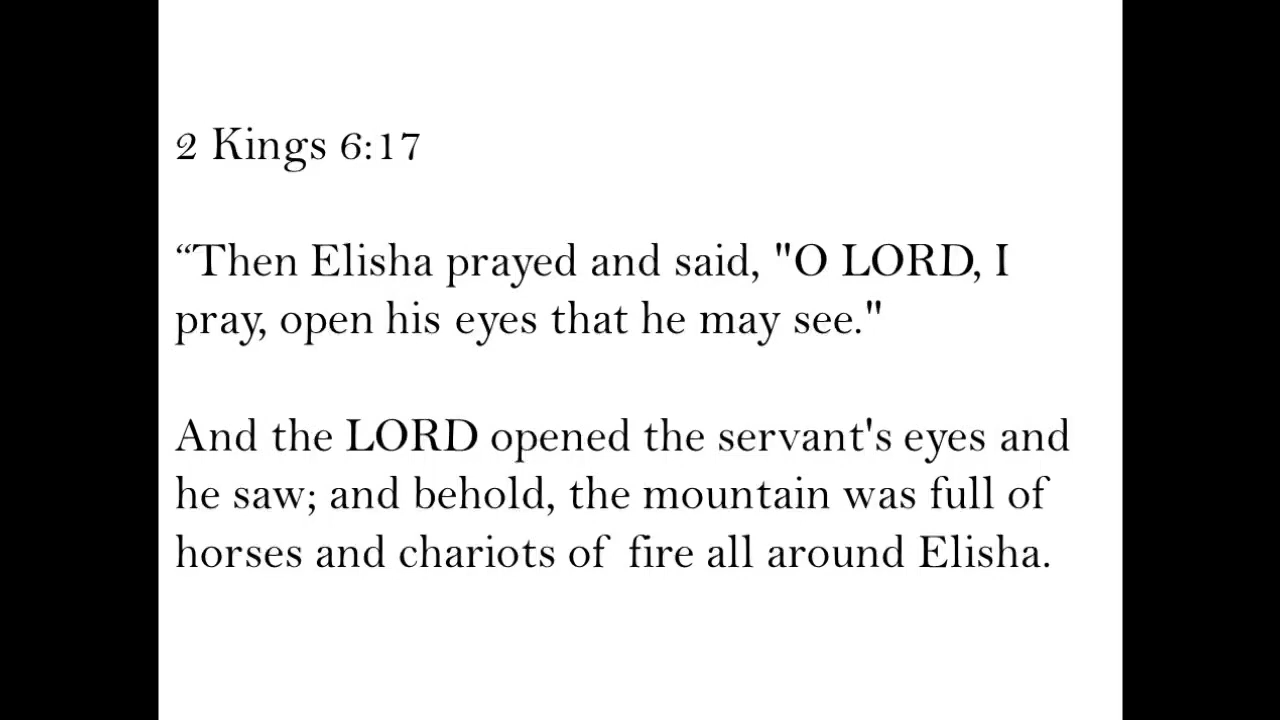 2 Kings 6:17
“Then Elisha prayed and said, "O LORD, I
pray, open his eyes that he may see."
And the LORD opened the servant's eyes and
he saw; and behold, the mountain was full of
horses and chariots of fire all around Elisha.